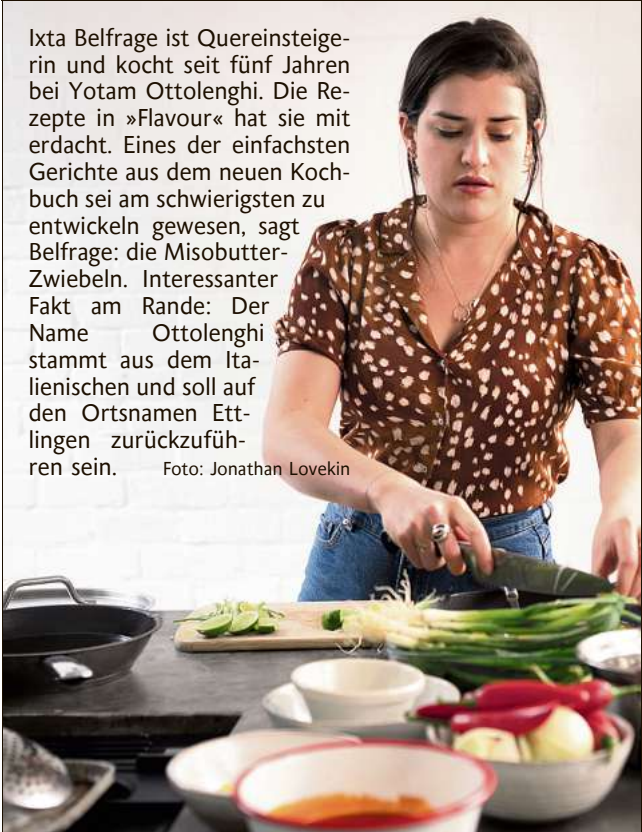 Ixta Belfrage ist Quereinsteige-
rin und kocht seit fünf Jahren
bei Yotam Ottolenghi. Die Re-
zepte in »Flavour« hat sie mit
erdacht. Eines der einfachsten
Gerichte aus dem neuen Koch-
buch sei am schwierigsten zu
entwickeln gewesen, sagt
Belfrage: die Misobutter-
Zwiebeln. Interessanter
Fakt am Rande: Der
Name Ottolenghi
stammt aus dem Ita-
lienischen und soll auf
den Ortsnamen Ett-
lingen zurückzufüh-
ren sein. Foto: Jonathan Lovekin